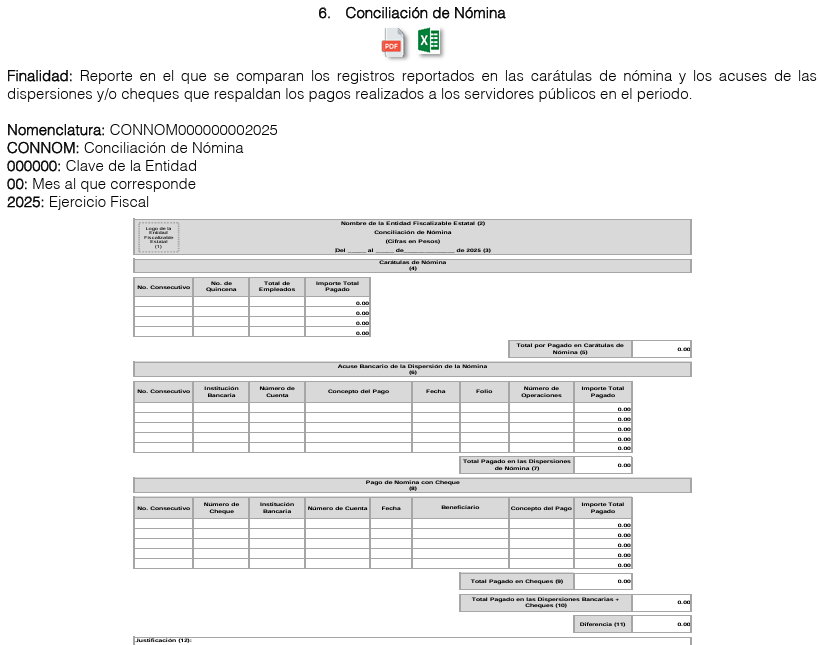 6. Conciliación de Nómina
PDF
X
Finalidad: Reporte en el que se comparan los registros reportados en las carátulas de nómina y los acuses de las
dispersiones y/o cheques que respaldan los pagos realizados a los servidores públicos en el periodo.
Nomenclatura: CONNOM000000002025
CONNOM: Conciliación de Nómina
000000: Clave de la Entidad
00: Mes al que corresponde
2025: Ejercicio Fiscal
Logo de la
Entidad
Fiscalizable
Estatal
(1)
Nombre de la Entidad Fiscalizable Estatal (2)
Conciliación de Nómina
(Cifras en Pesos)
Del _____ al _____ de______________ de 2025 (3)
Carátulas de Nómina
(4)
No. Consecutivo No. de Quincena Total de Empleados Importe Total Pagado
0.00
0.00
0.00
0.00
Total por Pagado en Carátulas de Nómina (5) 0.00
Acuse Bancario de la Dispersión de la Nómina
(6)
No. Consecutivo Institución Bancaria Número de Cuenta Concepto del Pago Fecha Folio Número de Operaciones Importe Total Pagado
0.00
0.00
0.00
0.00
0.00
Total Pagado en las Dispersiones de Nómina (7) 0.00
Pago de Nomina con Cheque
(8)
No. Consecutivo Número de Cheque Institución Bancaria Número de Cuenta Fecha Beneficiario Concepto del Pago Importe Total Pagado
0.00
0.00
0.00
0.00
0.00
Total Pagado en Cheques (9) 0.00
Total Pagado en las Dispersiones Bancarias + Cheques (10) 0.00
Diferencia (11) 0.00
Justificación (12):